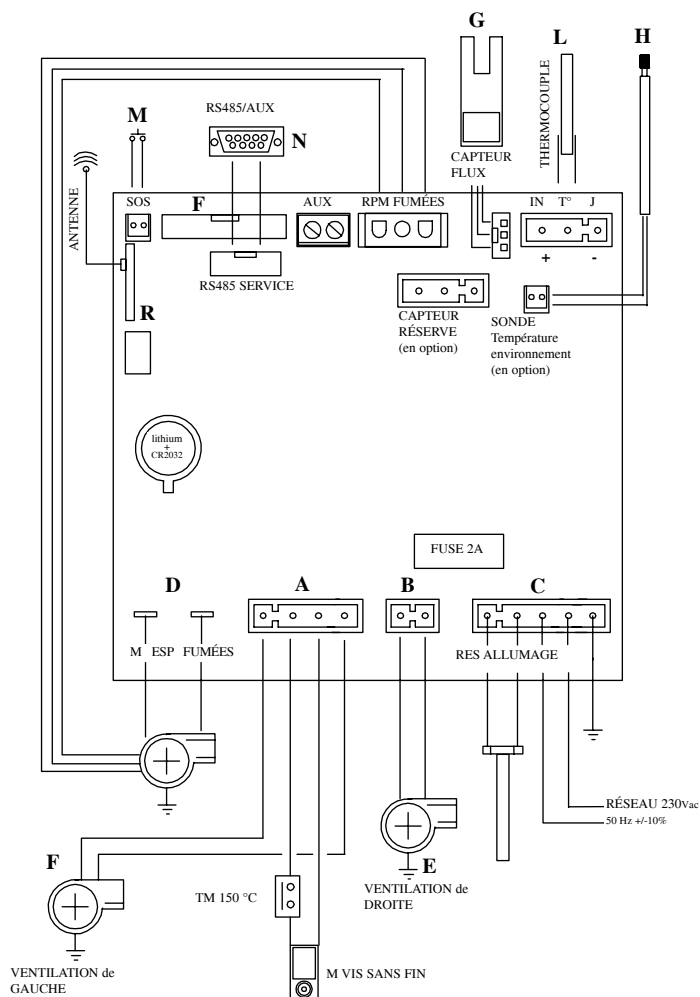 G
L
H
M
RS485/AUX
N
THERMOCOUPLE
CAPTEUR
FLUX
ANTENNE
SOS
F
AUX
RPM FUMÉES
IN T° J
+ -
RS485 SERVICE
R
CAPTEUR
RÉSERVE
(en option)
SONDE
Température
environnement
(en option)
lithium
+
CR2032
FUSE 2A
D
A
B
C
M ESP FUMÉES
RES ALLUMAGE
RÉSEAU 230Vac
50 Hz +/-10%
F
E
TM 150 °C
VENTILATION de
DROITE
VENTILATION de
GAUCHE
M VIS SANS FIN